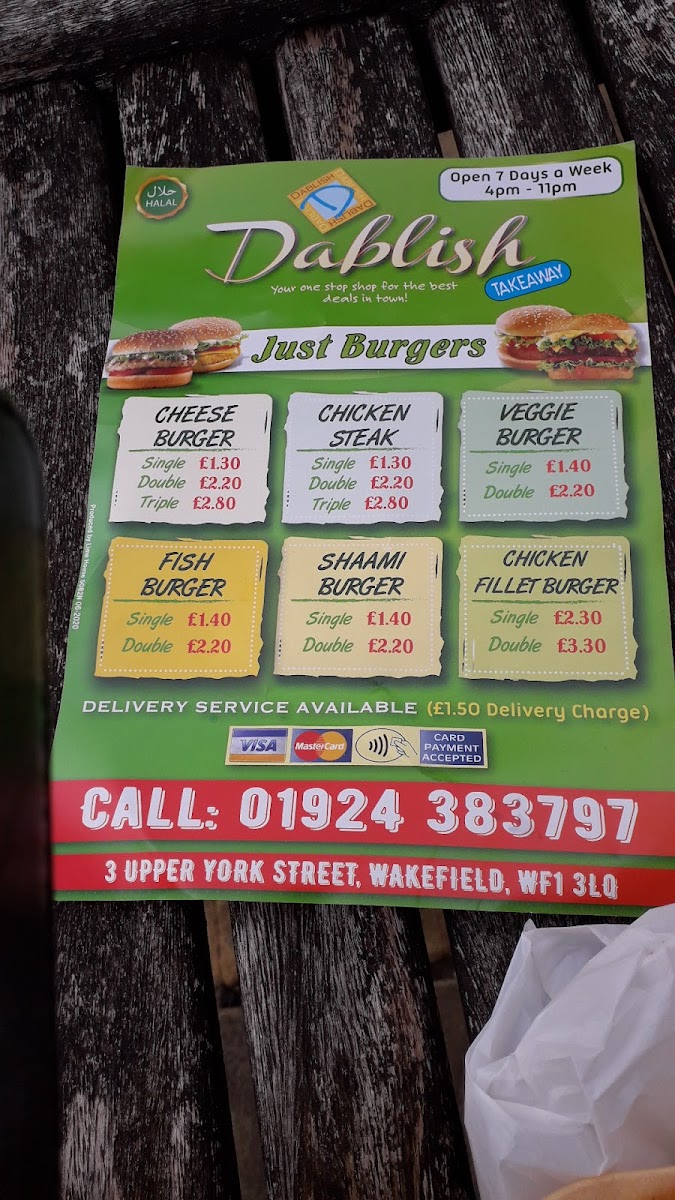 حلال
HALAL
DABLISH
D
DABLISH
Open 7 Days a Week
4pm - 11pm
Dablish
TAKEAWAY
Your one stop shop for the best
deals in town!
Just Burgers
CHEESE
BURGER
Single £1.30
Double £2.20
Triple £2.80
CHICKEN
STEAK
Single £1.30
Double £2.20
Triple £2.80
VEGGIE
BURGER
Single £1.40
Double £2.20
FISH
BURGER
Single £1.40
Double £2.20
SHAAMI
BURGER
Single £1.40
Double £2.20
CHICKEN
FILLET BURGER
Single £2.30
Double £3.30
DELIVERY SERVICE AVAILABLE (£1.50 Delivery Charge)
VISA
MasterCard
CARD
PAYMENT
ACCEPTED
CALL: 01924 383797
3 UPPER YORK STREET, WAKEFIELD, WF1 3LQ
Produced by
06-2020